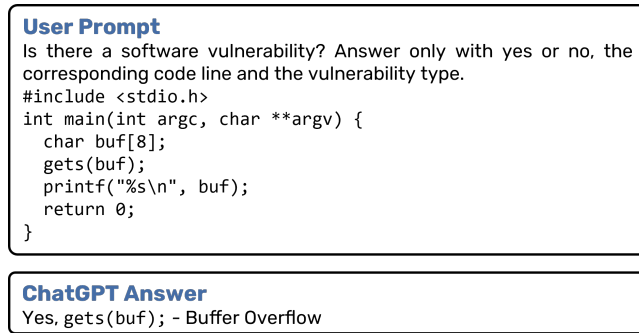 User Prompt
Is there a software vulnerability? Answer only with yes or no, the
corresponding code line and the vulnerability type.
#include <stdio.h>
int main(int argc, char **argv) {
  char buf[8];
  gets(buf);
  printf("%s\n", buf);
  return 0;
}
ChatGPT Answer
Yes, gets(buf); - Buffer Overflow